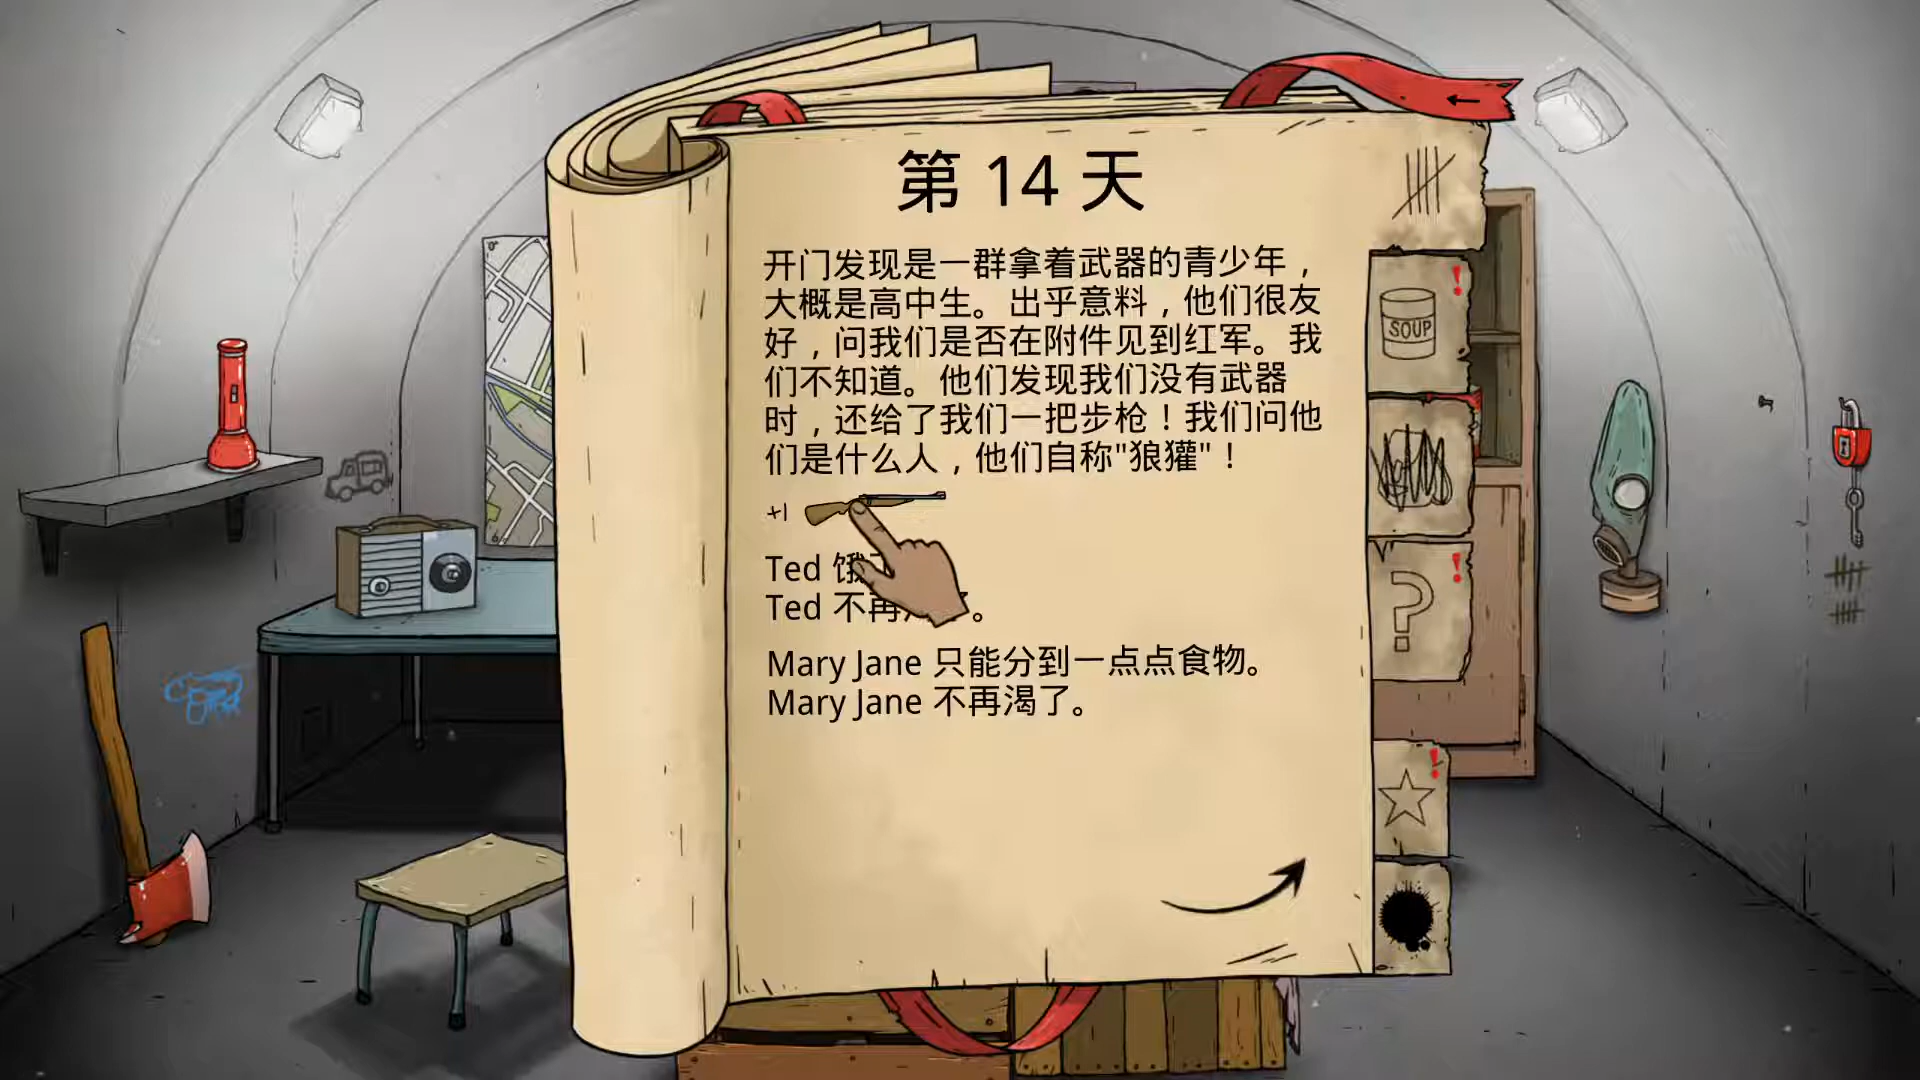 第 14 天
开门发现是一群拿着武器的青少年，
大概是高中生。出乎意料，他们很友
好，问我们是否在附件见到红军。我
们不知道。他们发现我们没有武器
时，还给了我们一把步枪！我们问他
们是什么人，他们自称"狼獾"！
+1
Ted 饿
Ted 不再 。
Mary Jane 只能分到一点点食物。
Mary Jane 不再渴了。
SOUP